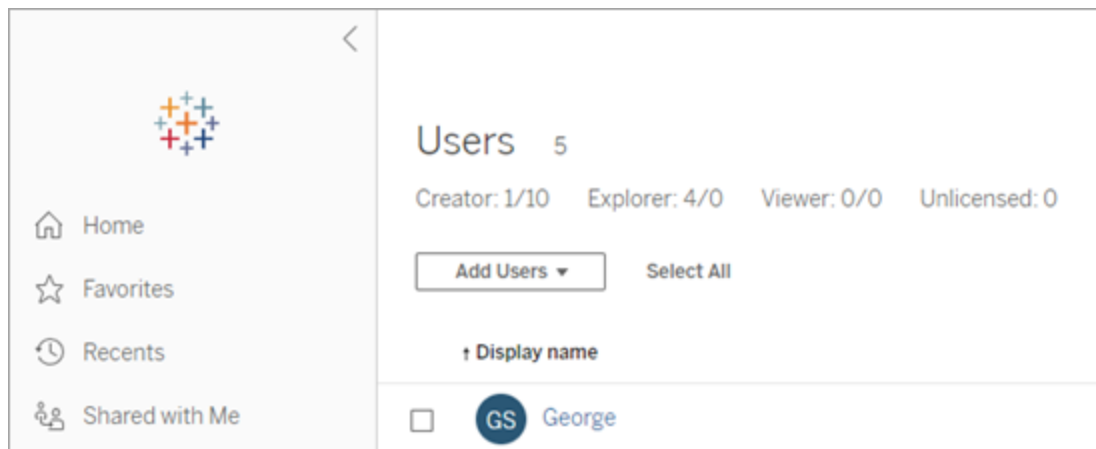 Home
Favorites
Recents
Shared with Me
Users 5
Creator: 1/10 Explorer: 4/0 Viewer: 0/0 Unlicensed: 0
Add Users ▾ Select All
↑ Display name
GS George